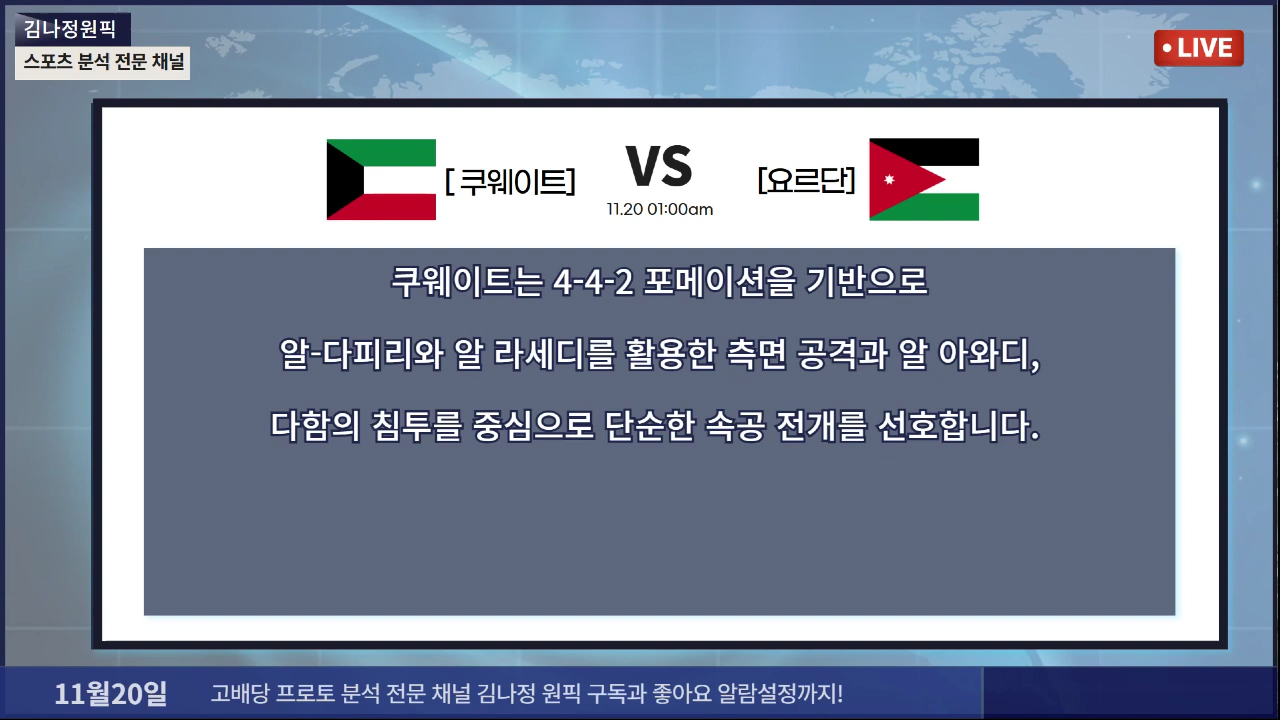 김나정원픽
스포츠 분석 전문 채널
LIVE
[ 쿠웨이트]
VS
11.20 01:00am
[요르단]
쿠웨이트는 4-4-2 포메이션을 기반으로
알-다피리와 알 라세디를 활용한 측면 공격과 알 아와디,
다함의 침투를 중심으로 단순한 속공 전개를 선호합니다.
11월20일
고배당 프로토 분석 전문 채널 김나정 원픽 구독과 좋아요 알람설정까지!